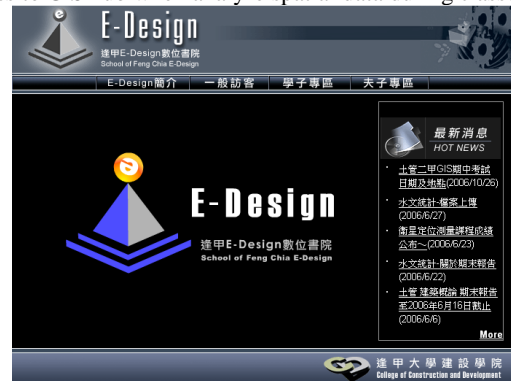 E-Design
逢甲E-Design數位書院
School of Feng Chia E-Design
E-Design簡介 一般訪客 學子專區 夫子專區
最新消息
HOT NEWS
E-Design
逢甲E-Design數位書院
School of Feng Chia E-Design
土管二甲GIS期中考試
日期及地點(2006/10/26)
水文統計-檔案上傳
(2006/6/27)
衛星定位測量課程成績
公布~(2006/6/23)
水文統計-關於期末報告
(2006/6/22)
土管 建築概論 期末報告
至2006年6月16日截止
(2006/6/6)
More
逢甲大學建設學院
College of Construction and Development